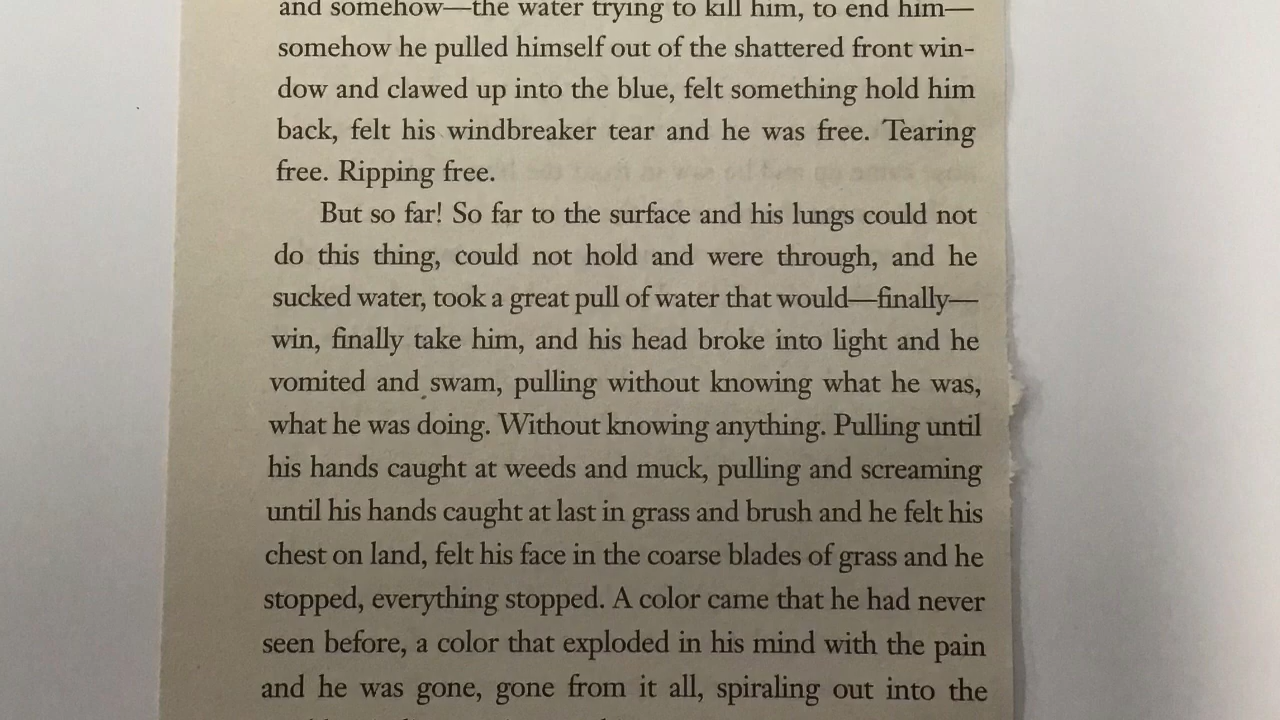 and somehow—the water trying to kill him, to end him—
somehow he pulled himself out of the shattered front win-
dow and clawed up into the blue, felt something hold him
back, felt his windbreaker tear and he was free. Tearing
free. Ripping free.
But so far! So far to the surface and his lungs could not
do this thing, could not hold and were through, and he
sucked water, took a great pull of water that would—finally—
win, finally take him, and his head broke into light and he
vomited and swam, pulling without knowing what he was,
what he was doing. Without knowing anything. Pulling until
his hands caught at weeds and muck, pulling and screaming
until his hands caught at last in grass and brush and he felt his
chest on land, felt his face in the coarse blades of grass and he
stopped, everything stopped. A color came that he had never
seen before, a color that exploded in his mind with the pain
and he was gone, gone from it all, spiraling out into the